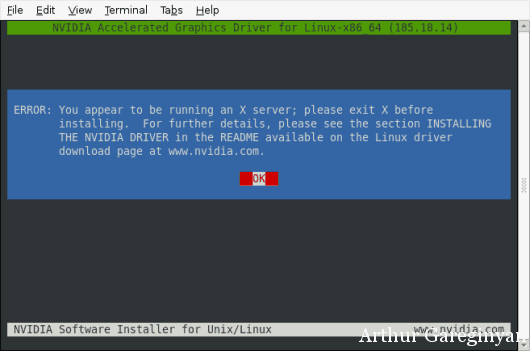 File Edit View Terminal Tabs Help
NVIDIA Accelerated Graphics Driver for Linux-x86_64 (185.18.14)
ERROR: You appear to be running an X server; please exit X before
installing. For further details, please see the section INSTALLING
THE NVIDIA DRIVER in the README available on the Linux driver
download page at www.nvidia.com.
OK
NVIDIA Software Installer for Unix/Linux www.nvidia.com
Arthur Gareginyan